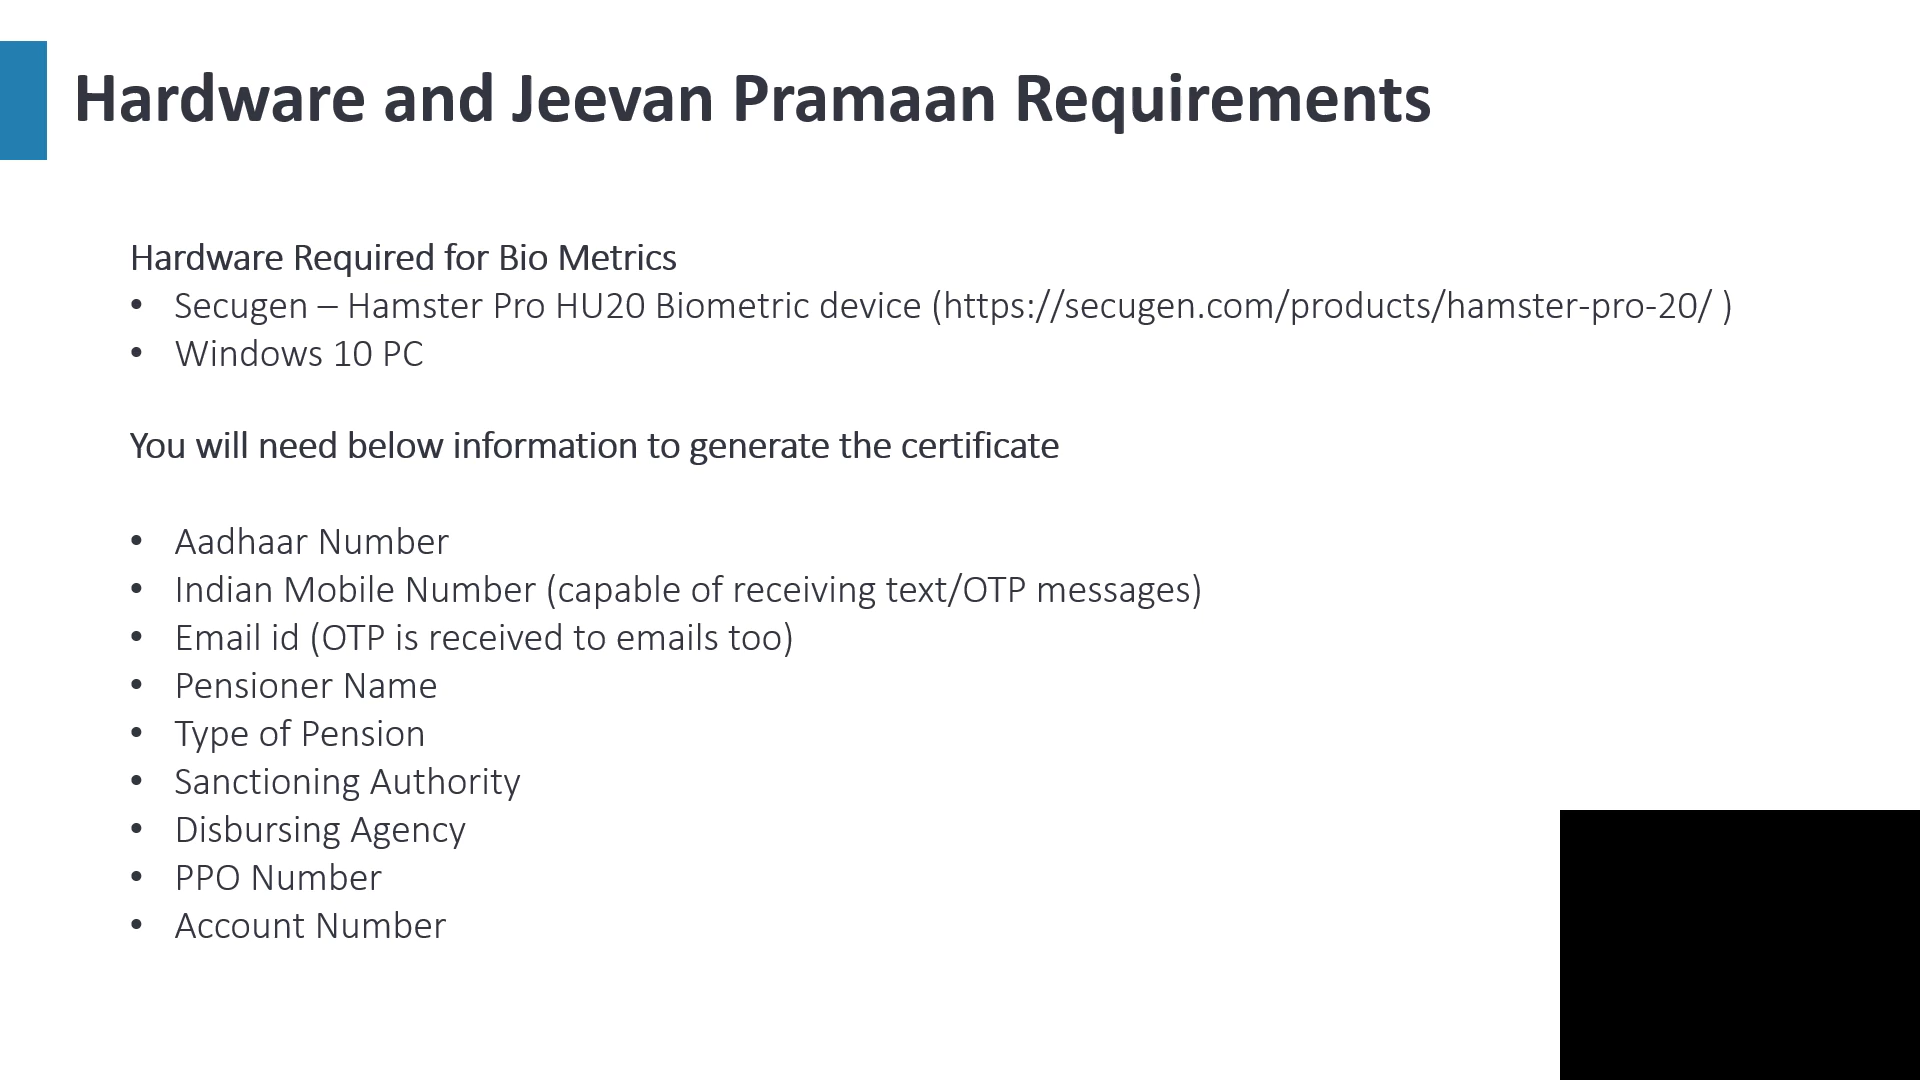 Hardware and Jeevan Pramaan Requirements
Hardware Required for Bio Metrics
• Secugen – Hamster Pro HU20 Biometric device (https://secugen.com/products/hamster-pro-20/ )
• Windows 10 PC
You will need below information to generate the certificate
• Aadhaar Number
• Indian Mobile Number (capable of receiving text/OTP messages)
• Email id (OTP is received to emails too)
• Pensioner Name
• Type of Pension
• Sanctioning Authority
• Disbursing Agency
• PPO Number
• Account Number